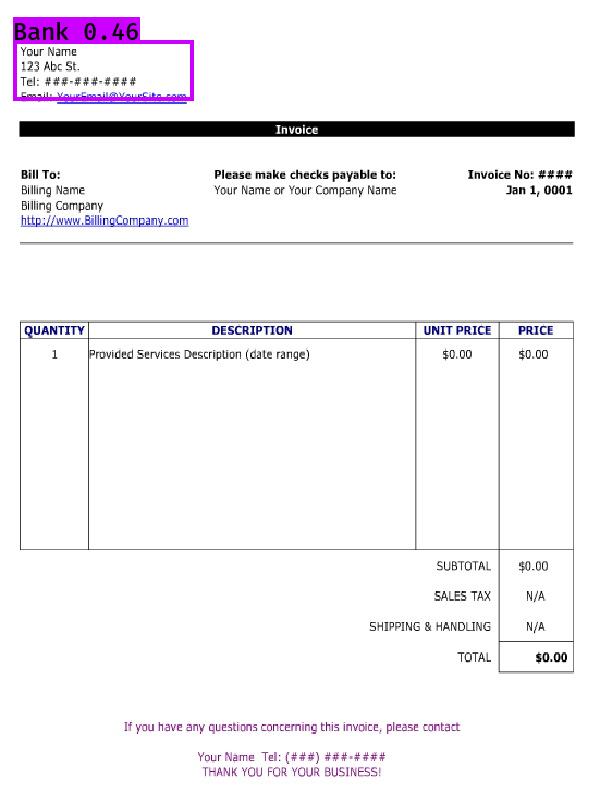 Bank 0.46
Your Name
123 Abc St.
Tel: ###-###-####
Email: YourEmail@YourSite.com
Invoice
Bill To:
Billing Name
Billing Company
http://www.BillingCompany.com
Please make checks payable to:
Your Name or Your Company Name
Invoice No: ####
Jan 1, 0001
QUANTITY DESCRIPTION UNIT PRICE PRICE
1 Provided Services Description (date range) $0.00 $0.00
SUBTOTAL $0.00
SALES TAX N/A
SHIPPING & HANDLING N/A
TOTAL $0.00
If you have any questions concerning this invoice, please contact
Your Name Tel: (###) ###-####
THANK YOU FOR YOUR BUSINESS!